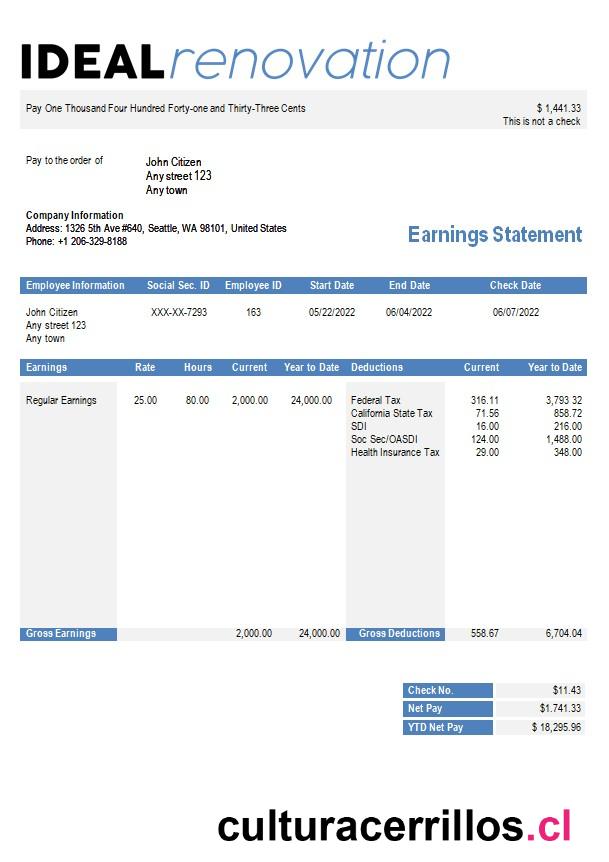 IDEAL renovation
Pay One Thousand Four Hundred Forty-one and Thirty-Three Cents $ 1,441.33
This is not a check
Pay to the order of John Citizen
Any street 123
Any town
Company Information
Address: 1326 5th Ave #640, Seattle, WA 98101, United States
Phone: +1 206-329-8188
Earnings Statement
Employee Information Social Sec. ID Employee ID Start Date End Date Check Date
John Citizen XXX-XX-7293 163 05/22/2022 06/04/2022 06/07/2022
Any street 123
Any town
Earnings Rate Hours Current Year to Date Deductions Current Year to Date
Regular Earnings 25.00 80.00 2,000.00 24,000.00 Federal Tax 316.11 3,793 32
California State Tax 71.56 858.72
SDI 16.00 216.00
Soc Sec/OASDI 124.00 1,488.00
Health Insurance Tax 29.00 348.00
Gross Earnings 2,000.00 24,000.00 Gross Deductions 558.67 6,704.04
Check No. $11.43
Net Pay $1.741.33
YTD Net Pay $ 18,295.96
culturacerrillos.cl